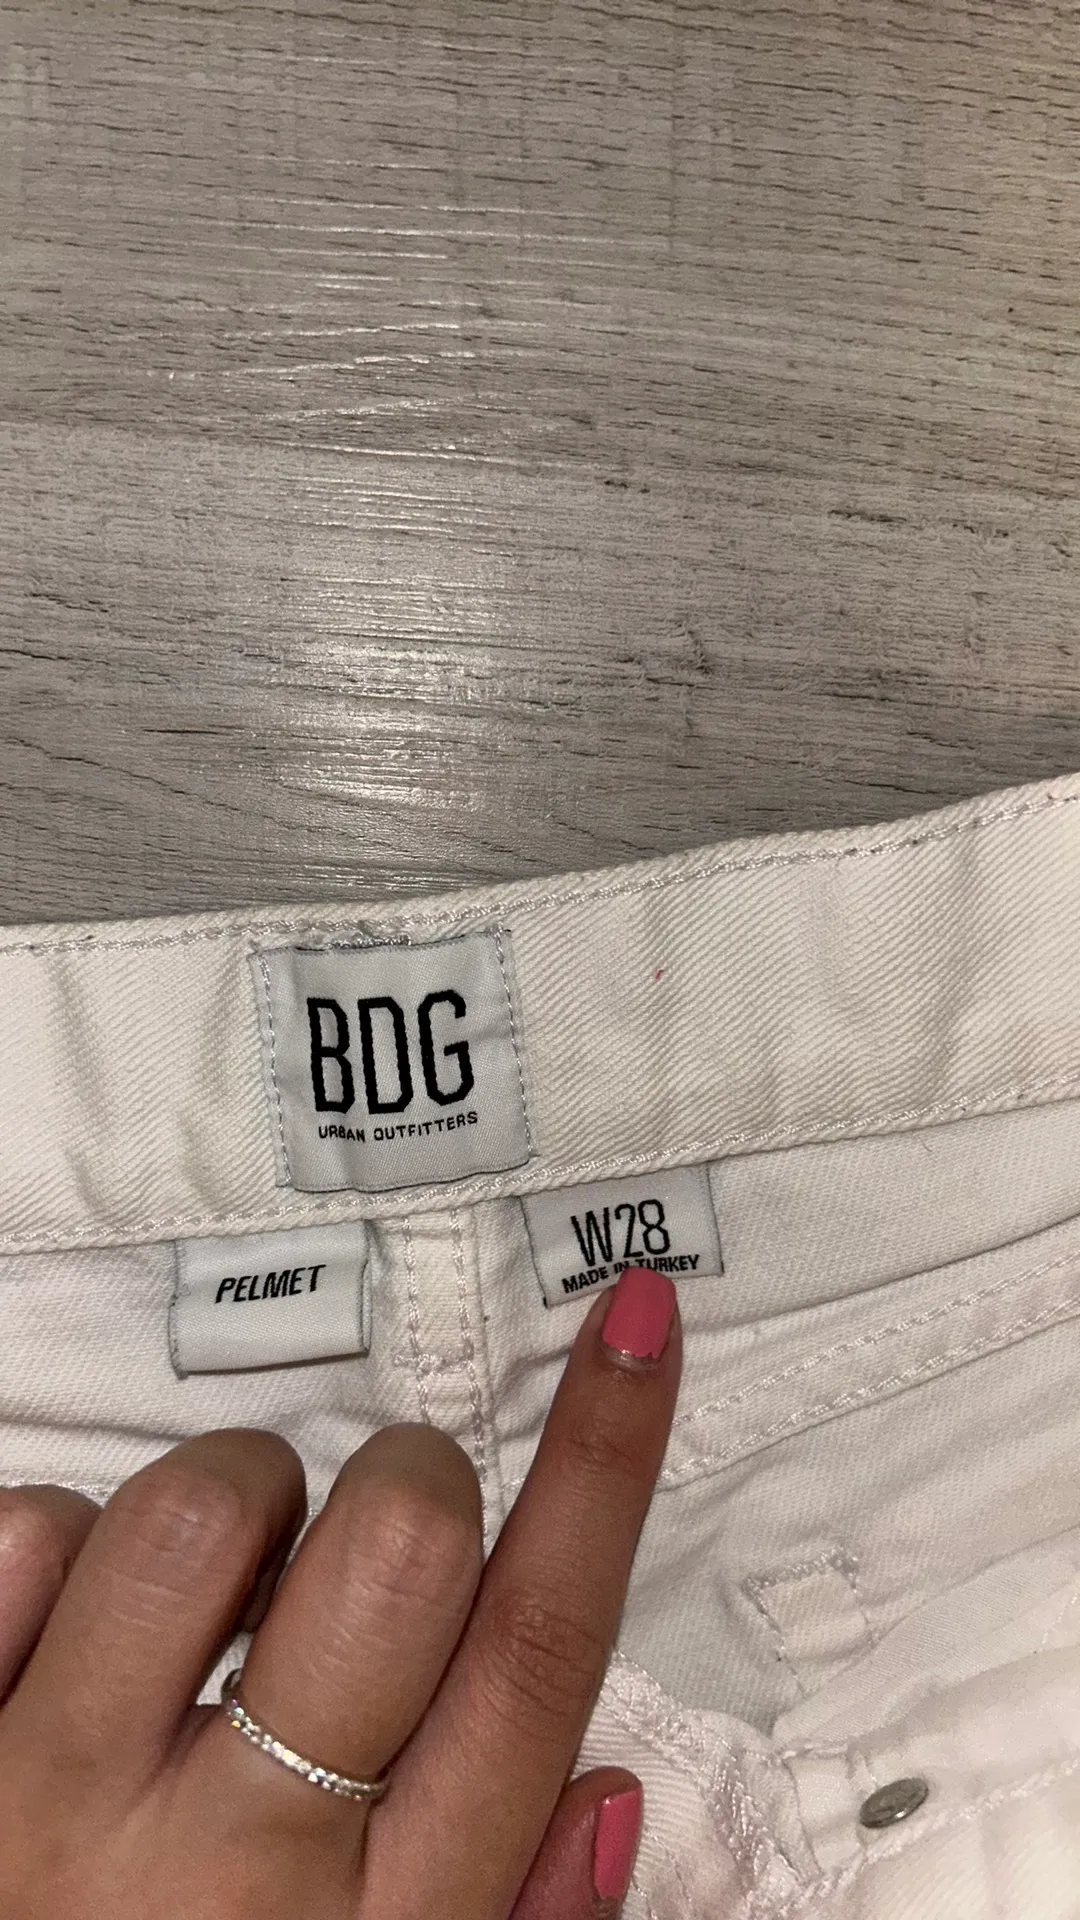 BDG
URBAN OUTFITTERS
PELMET
W28
MADE IN TURKEY